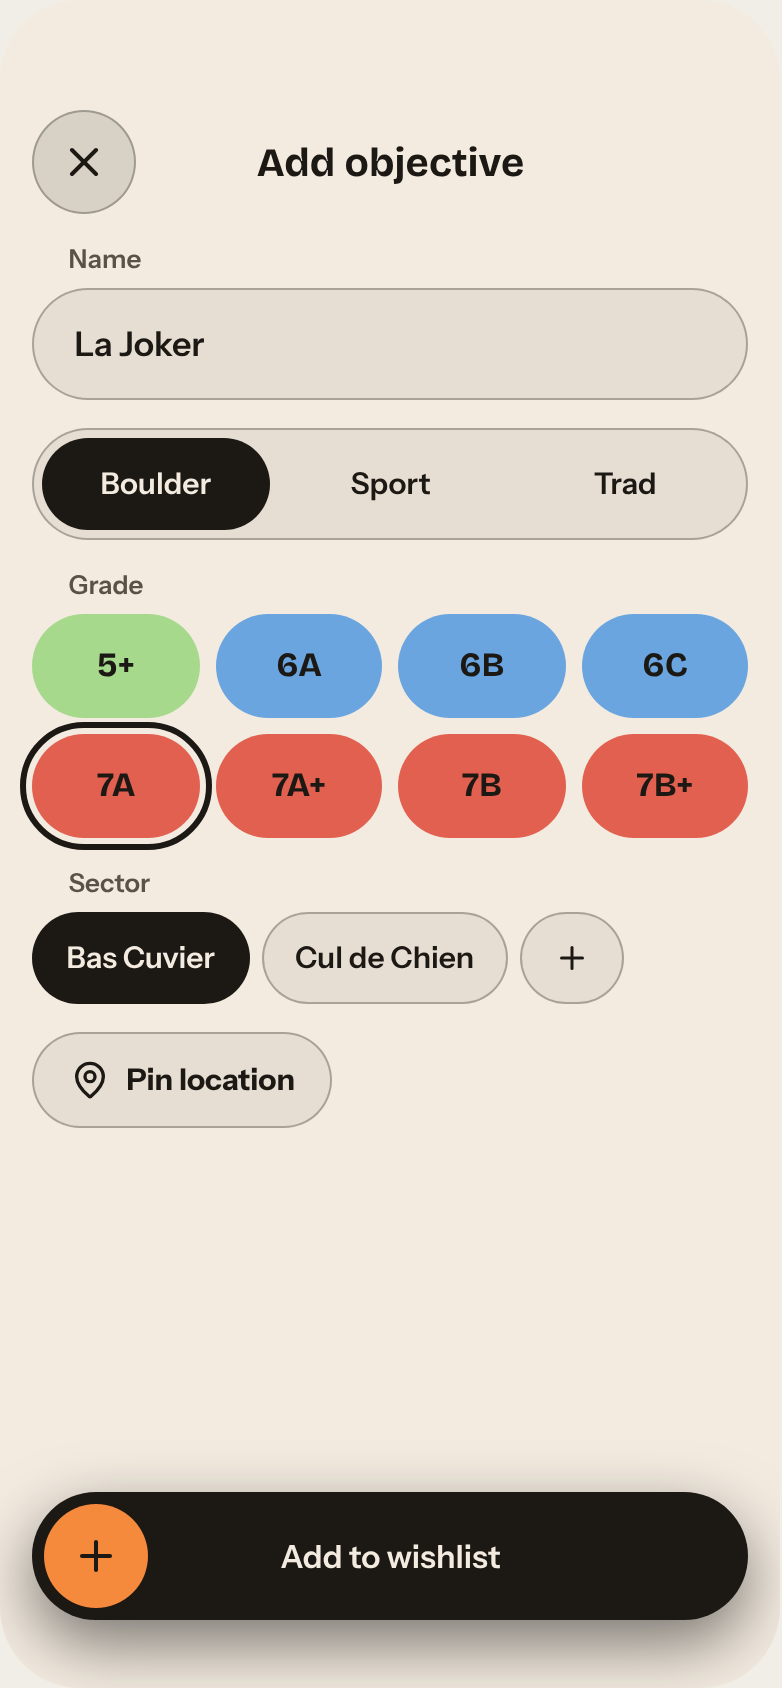 Add objective
Name
La Joker
Boulder Sport Trad
Grade
5+ 6A 6B 6C
7A 7A+ 7B 7B+
Sector
Bas Cuvier Cul de Chien +
Pin location
+ Add to wishlist